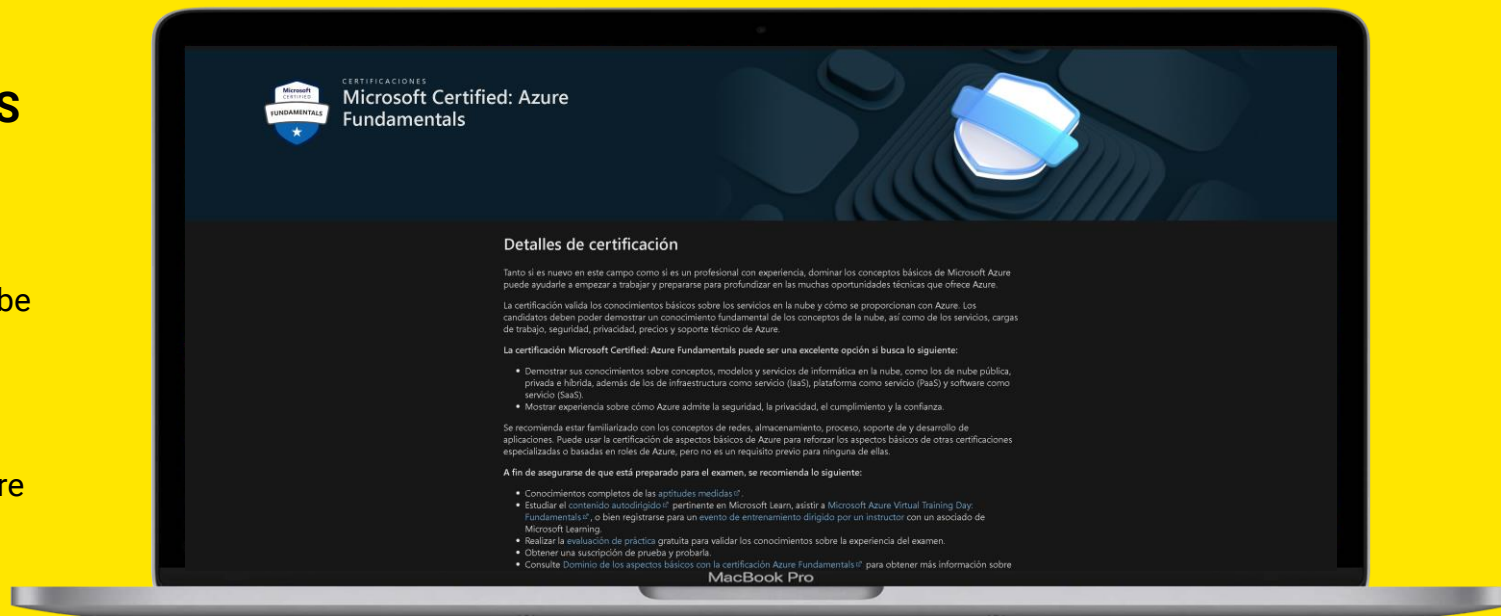 s
be
re
Microsoft
CERTIFIED
FUNDAMENTALS
CERTIFICACIONES
Microsoft Certified: Azure
Fundamentals
Detalles de certificación
Tanto si es nuevo en este campo como si es un profesional con experiencia, dominar los conceptos básicos de Microsoft Azure
puede ayudarle a empezar a trabajar y prepararse para profundizar en las muchas oportunidades técnicas que ofrece Azure.
La certificación valida los conocimientos básicos sobre los servicios en la nube y cómo se proporcionan con Azure. Los
candidatos deben poder demostrar un conocimiento fundamental de los conceptos de la nube, así como de los servicios, cargas
de trabajo, seguridad, privacidad, precios y soporte técnico de Azure.
La certificación Microsoft Certified: Azure Fundamentals puede ser una excelente opción si busca lo siguiente:
• Demostrar sus conocimientos sobre conceptos, modelos y servicios de informática en la nube, como los de nube pública,
privada e híbrida, además de los de infraestructura como servicio (IaaS), plataforma como servicio (PaaS) y software como
servicio (SaaS).
• Mostrar experiencia sobre cómo Azure admite la seguridad, la privacidad, el cumplimiento y la confianza.
Se recomienda estar familiarizado con los conceptos de redes, almacenamiento, proceso, soporte de y desarrollo de
aplicaciones. Puede usar la certificación de aspectos básicos de Azure para reforzar los aspectos básicos de otras certificaciones
especializadas o basadas en roles de Azure, pero no es un requisito previo para ninguna de ellas.
A fin de asegurarse de que está preparado para el examen, se recomienda lo siguiente:
• Conocimientos completos de las aptitudes medidas.
• Estudiar el contenido autodirigido pertinente en Microsoft Learn, asistir a Microsoft Azure Virtual Training Day:
Fundamentals, o bien registrarse para un evento de entrenamiento dirigido por un instructor con un asociado de
Microsoft Learning.
• Realizar la evaluación de práctica gratuita para validar los conocimientos sobre la experiencia del examen.
• Obtener una suscripción de prueba y probarla.
• Consulte Dominio de los aspectos básicos con la certificación Azure Fundamentals para obtener más información sobre
MacBook Pro